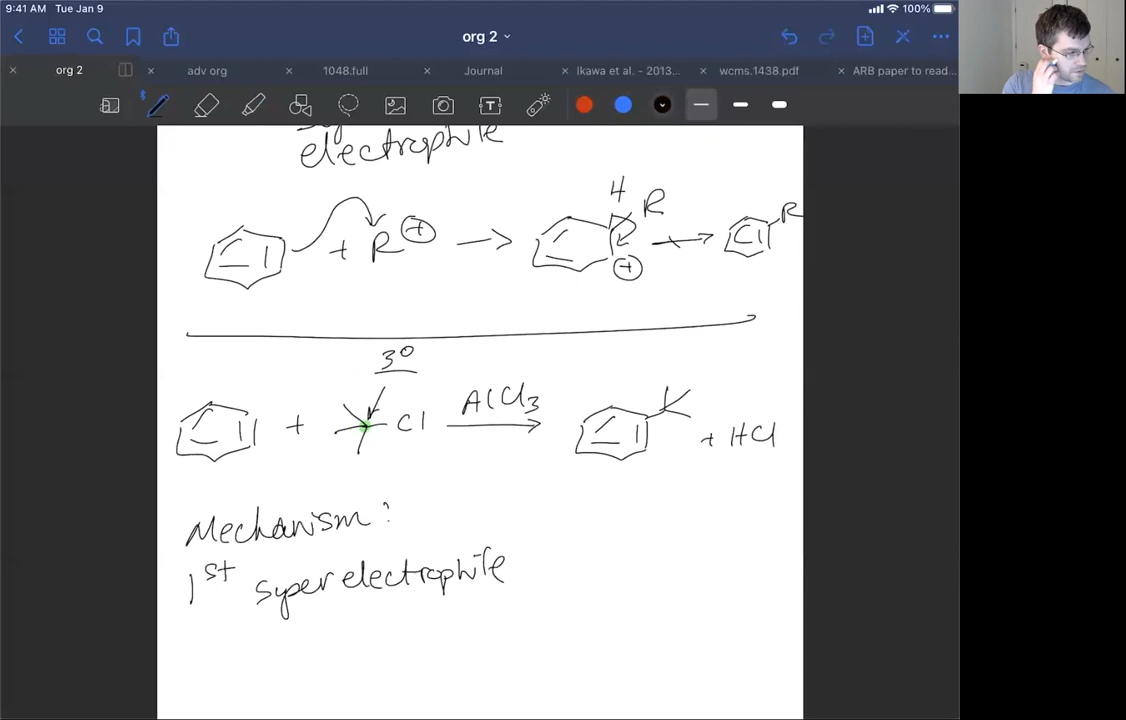 9:41 AM Tue Jan 9
100%
org 2
org 2
adv org
1048.full
Journal
Ikawa et al. - 2013...
wcms.1438.pdf
ARB paper to read...
electrophile
+ R+ → H R + → R
3°
+ Cl AlCl3 → + HCl
Mechanism:
1st superelectrophile